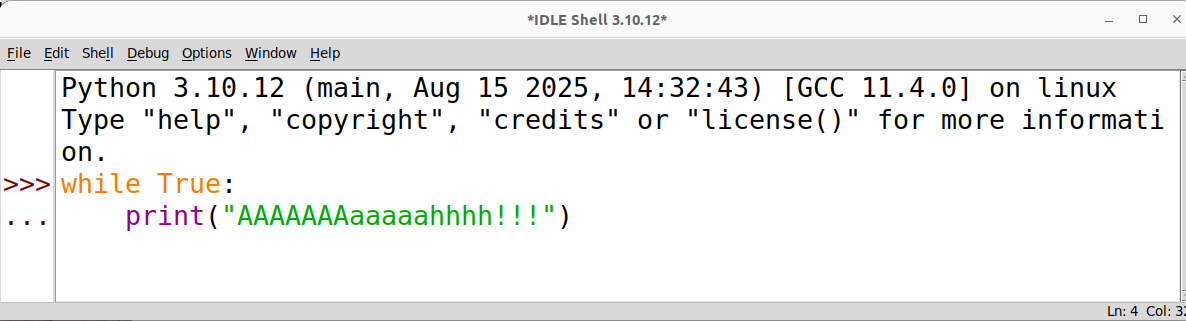 *IDLE Shell 3.10.12*
File Edit Shell Debug Options Window Help
Python 3.10.12 (main, Aug 15 2025, 14:32:43) [GCC 11.4.0] on linux
Type "help", "copyright", "credits" or "license()" for more informati
on.
>>> while True:
...     print("AAAAAAAaaaaahhhh!!!")
Ln: 4 Col: 32